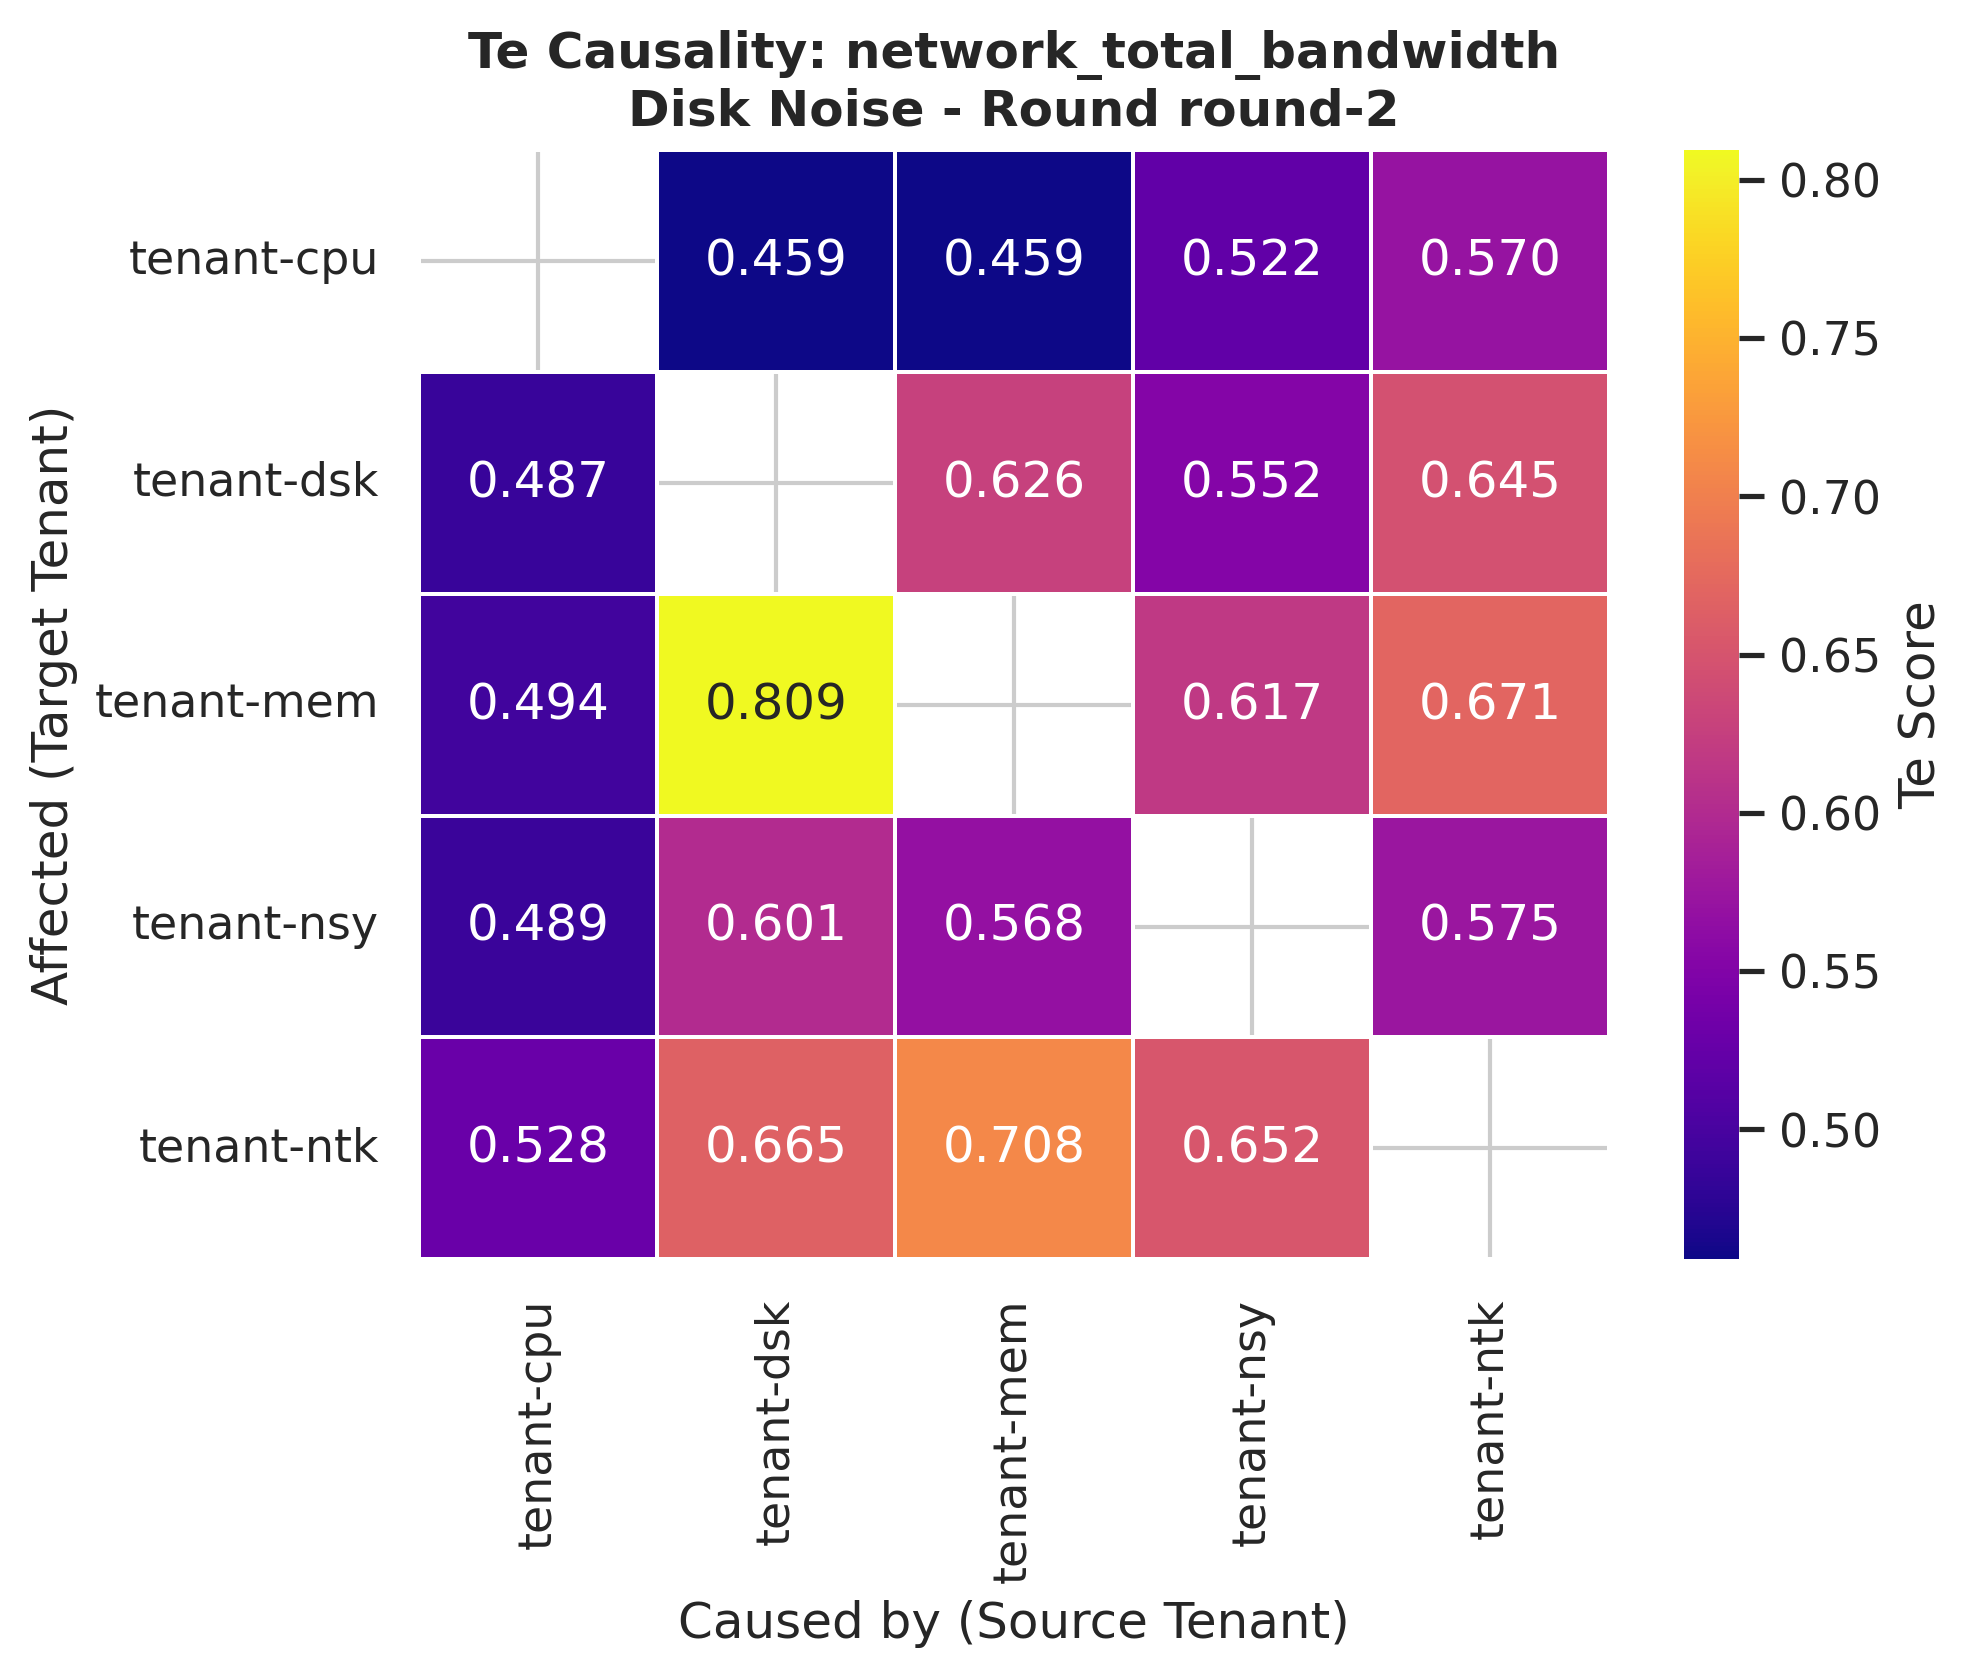 Te Causality: network_total_bandwidth
Disk Noise - Round round-2
Affected (Target Tenant)
tenant-cpu 0.459 0.459 0.522 0.570
tenant-dsk 0.487 0.626 0.552 0.645
tenant-mem 0.494 0.809 0.617 0.671
tenant-nsy 0.489 0.601 0.568 0.575
tenant-ntk 0.528 0.665 0.708 0.652
tenant-cpu
tenant-dsk
tenant-mem
tenant-nsy
tenant-ntk
Caused by (Source Tenant)
0.80
0.75
0.70
0.65
0.60
0.55
0.50
Te Score